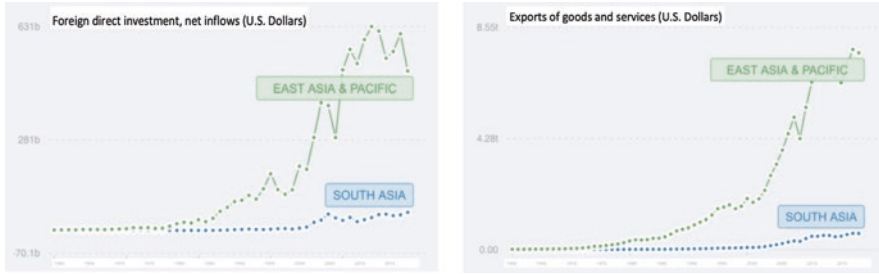 Foreign direct investment, net inflows (U.S. Dollars)
631b
EAST ASIA & PACIFIC
281b
SOUTH ASIA
-70.1b
Exports of goods and services (U.S. Dollars)
8.55t
EAST ASIA & PACIFIC
4.28t
SOUTH ASIA
0.00